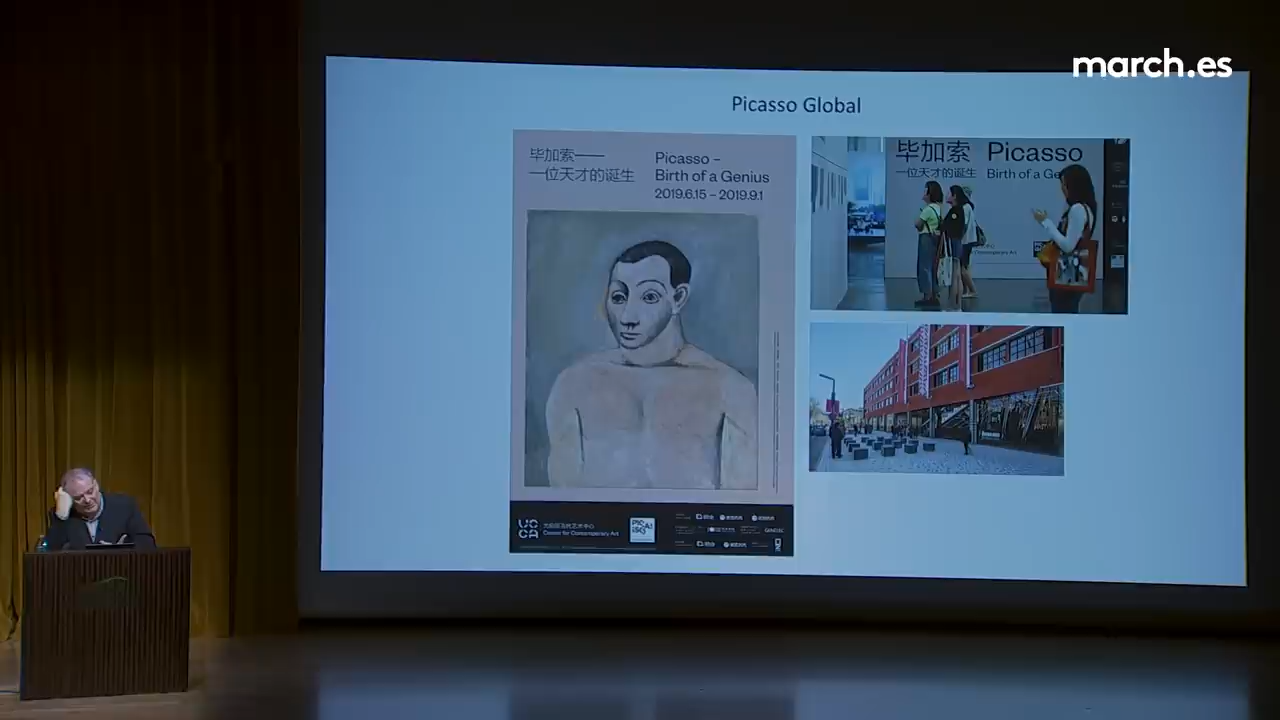 march.es
Picasso Global
毕加索——
一位天才的诞生
Picasso –
Birth of a Genius
2019.6.15 – 2019.9.1
毕加索 Picasso
一位天才的诞生 Birth of a Ge
UC
CA
Center for Contemporary Art